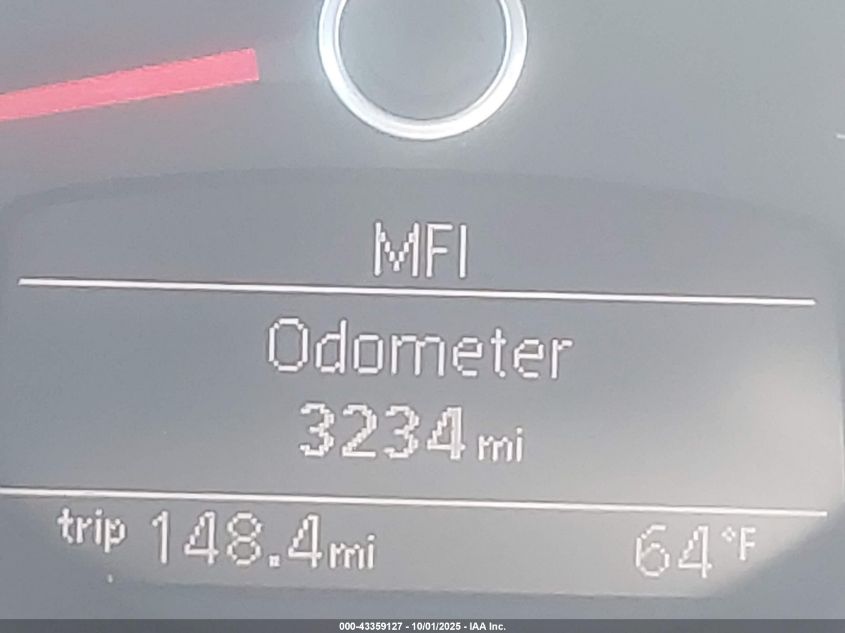 MFI
Odometer
3234 mi
trip 148.4 mi 64°F
000-43359127 - 10/01/2025 - IAA Inc.